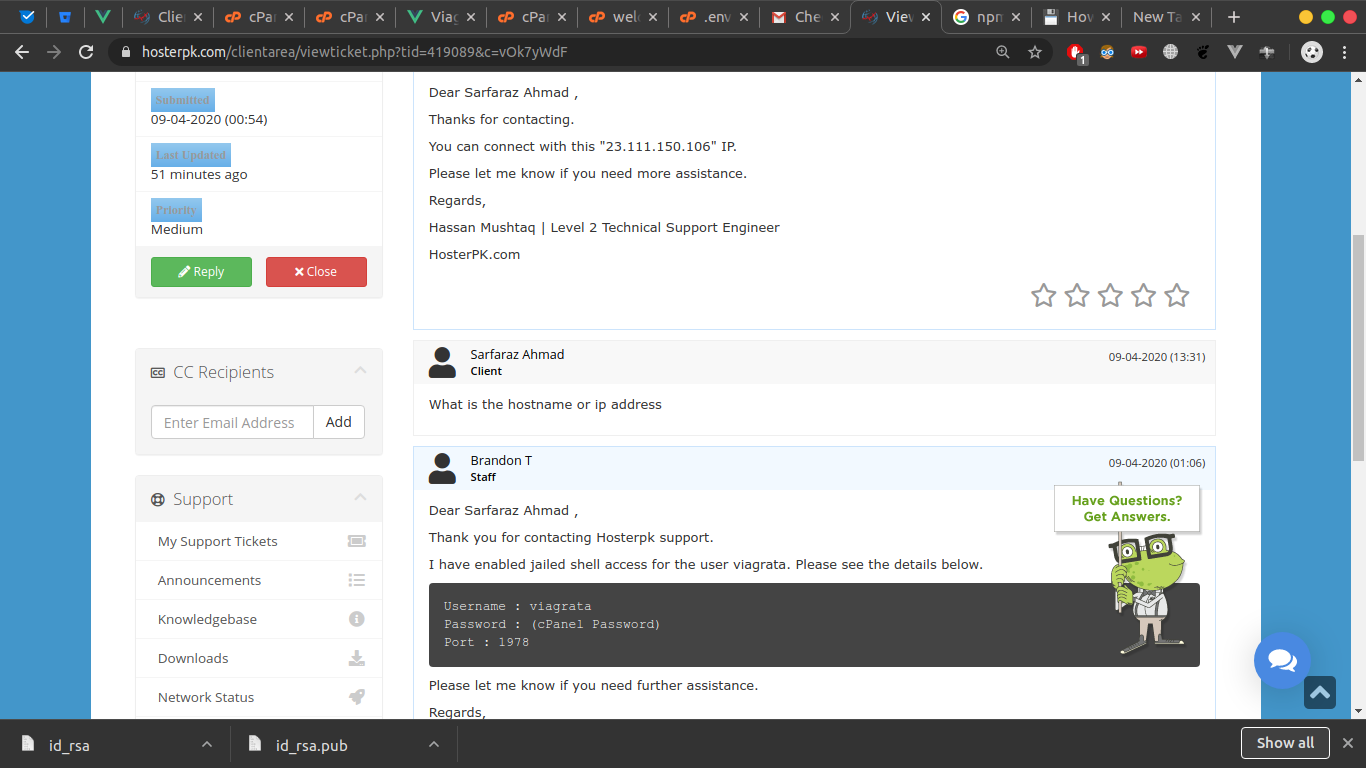 Clie
cPa
cPa
Viag
cPa
welc
.env
Che
View
npm
How
New Ta
hosterpk.com/clientarea/viewticket.php?tid=419089&c=vOk7yWdF
1
Submitted
09-04-2020 (00:54)
Last Updated
51 minutes ago
Priority
Medium
Reply
Close
CC Recipients
Enter Email Address
Add
Support
My Support Tickets
Announcements
Knowledgebase
Downloads
Network Status
Dear Sarfaraz Ahmad ,
Thanks for contacting.
You can connect with this "23.111.150.106" IP.
Please let me know if you need more assistance.
Regards,
Hassan Mushtaq | Level 2 Technical Support Engineer
HosterPK.com
Sarfaraz Ahmad
Client
09-04-2020 (13:31)
What is the hostname or ip address
Brandon T
Staff
09-04-2020 (01:06)
Have Questions?
Get Answers.
Dear Sarfaraz Ahmad ,
Thank you for contacting Hosterpk support.
I have enabled jailed shell access for the user viagrata. Please see the details below.
Username : viagrata
Password : (cPanel Password)
Port : 1978
Please let me know if you need further assistance.
Regards,
id_rsa
id_rsa.pub
Show all